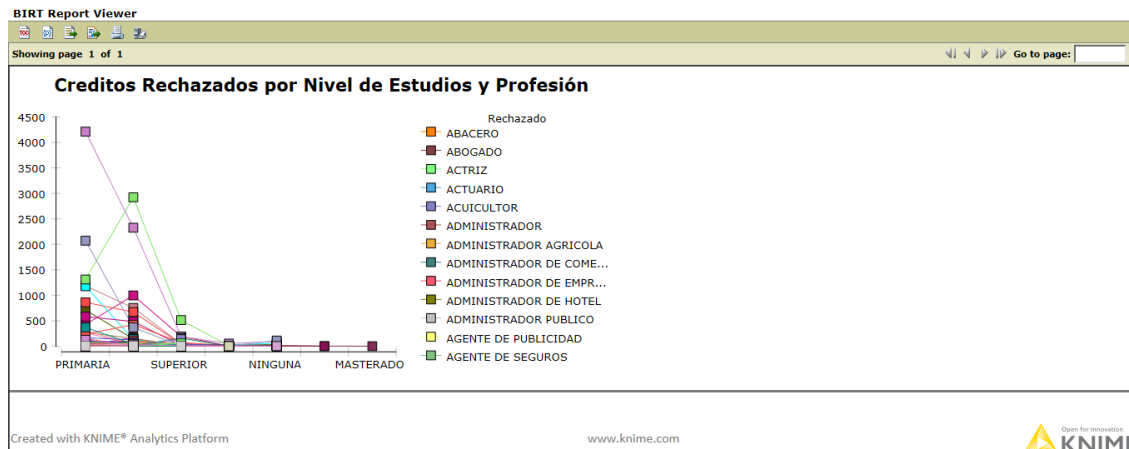 BIRT Report Viewer
Showing page 1 of 1
Go to page:
Creditos Rechazados por Nivel de Estudios y Profesión
4500
4000
3500
3000
2500
2000
1500
1000
500
0
PRIMARIA SUPERIOR NINGUNA MASTERADO
Rechazado
ABACERO
ABOGADO
ACTRIZ
ACTUARIO
ACUICULTOR
ADMINISTRADOR
ADMINISTRADOR AGRICOLA
ADMINISTRADOR DE COME...
ADMINISTRADOR DE EMPR...
ADMINISTRADOR DE HOTEL
ADMINISTRADOR PUBLICO
AGENTE DE PUBLICIDAD
AGENTE DE SEGUROS
Created with KNIME® Analytics Platform
www.knime.com
Open for Innovation
KNIME